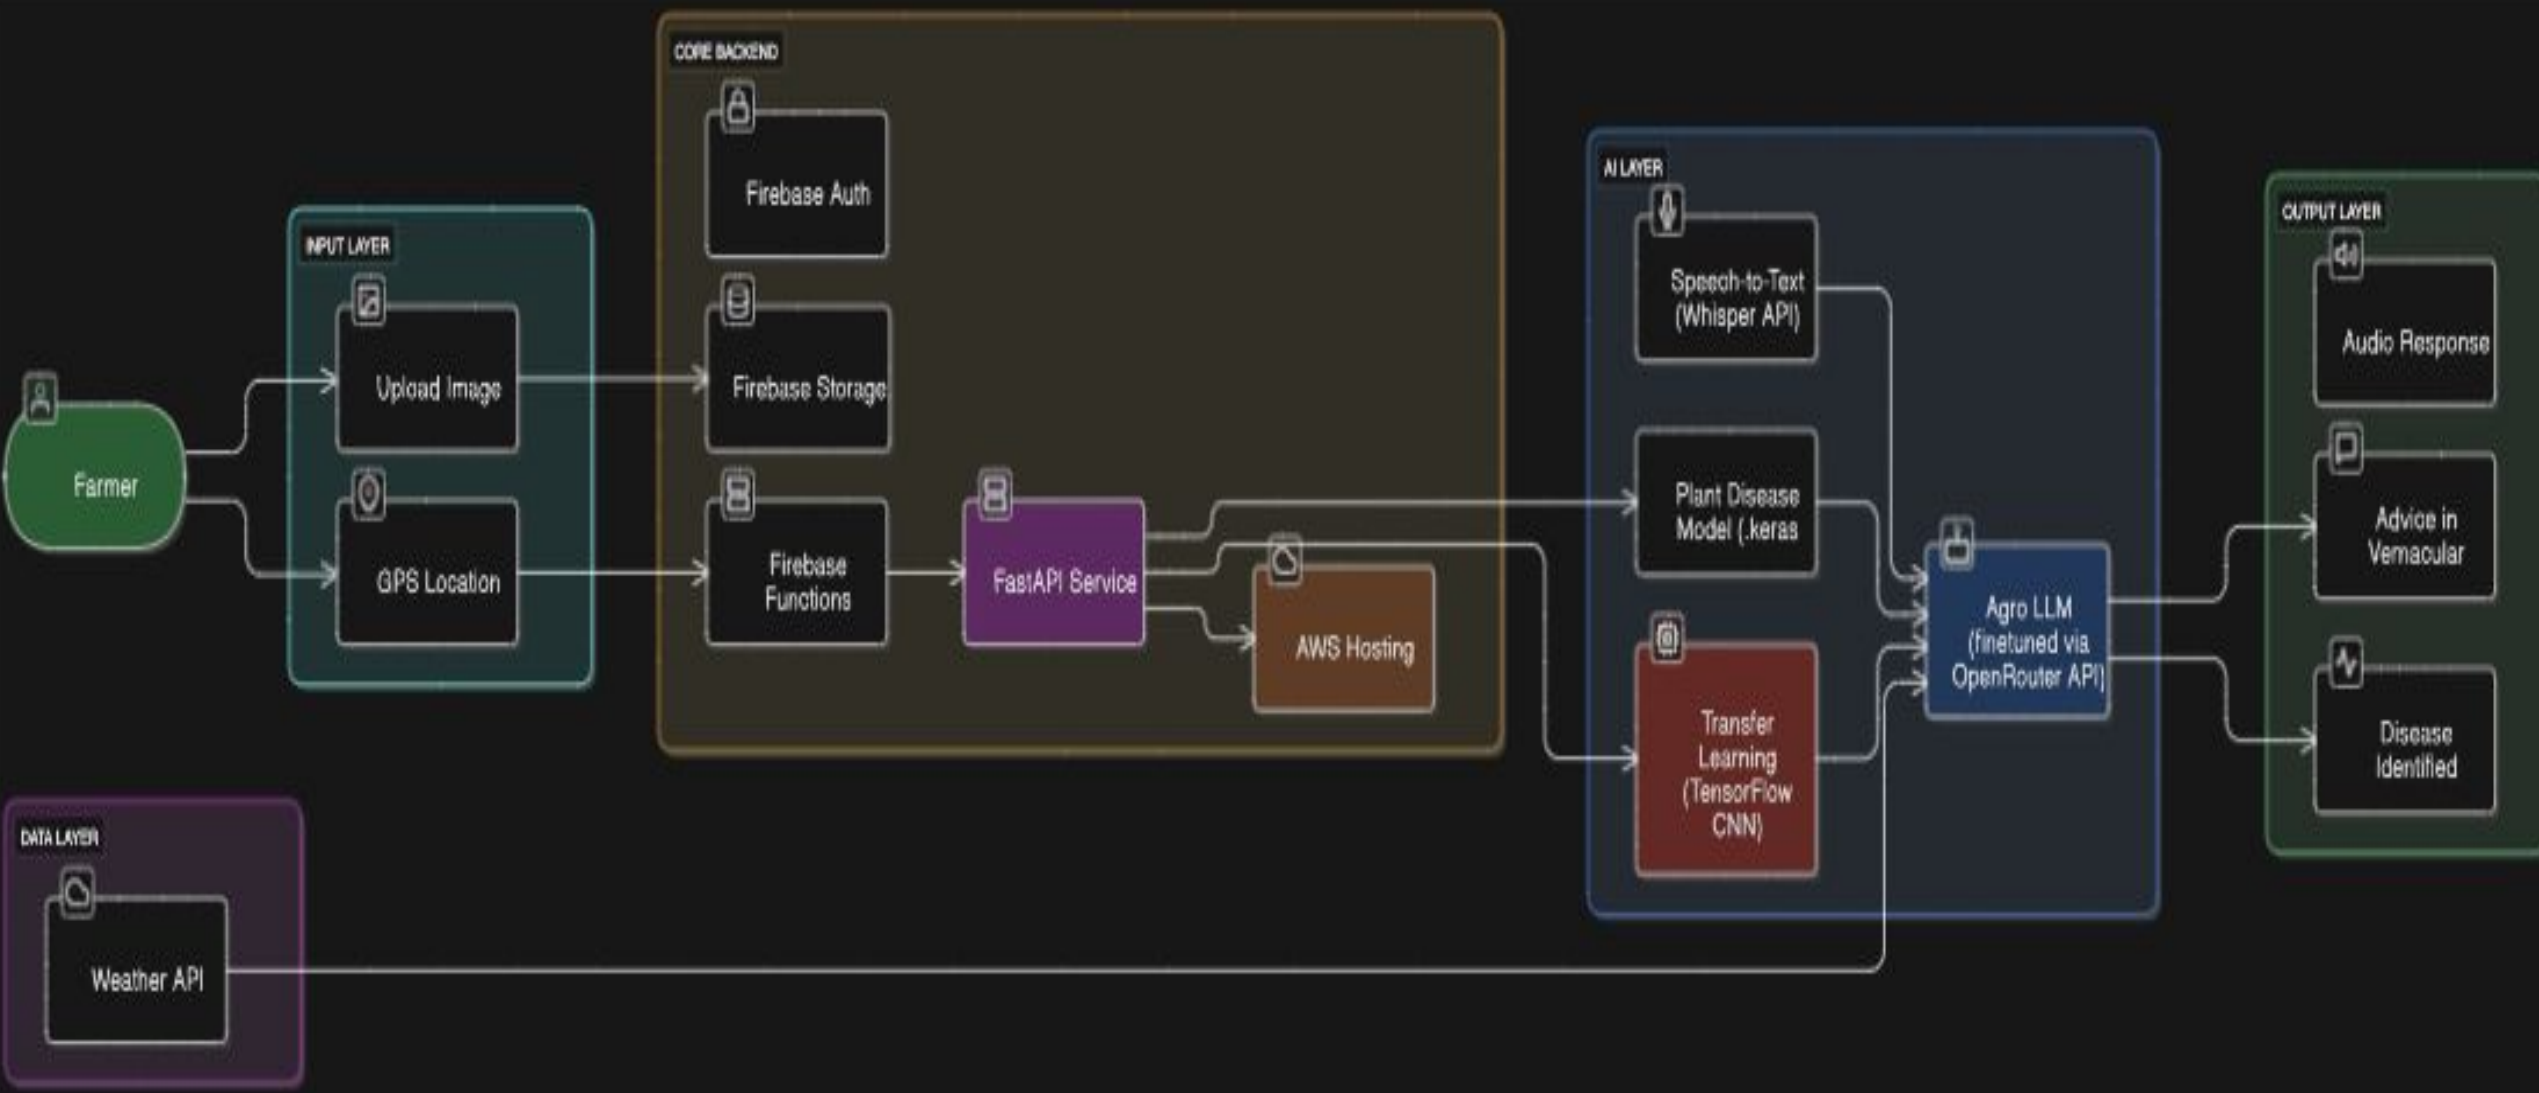 CORE BACKEND
Firebase Auth
AI LAYER
OUTPUT LAYER
INPUT LAYER
Speech-to-Text
(Whisper API)
Audio Response
Upload Image
Firebase Storage
Farmer
Plant Disease
Model (.keras
Advice in
Vernacular
GPS Location
Firebase
Functions
FastAPI Service
AWS Hosting
Agro LLM
(finetuned via
OpenRouter API)
Transfer
Learning
(TensorFlow
CNN)
Disease
Identified
DATA LAYER
Weather API